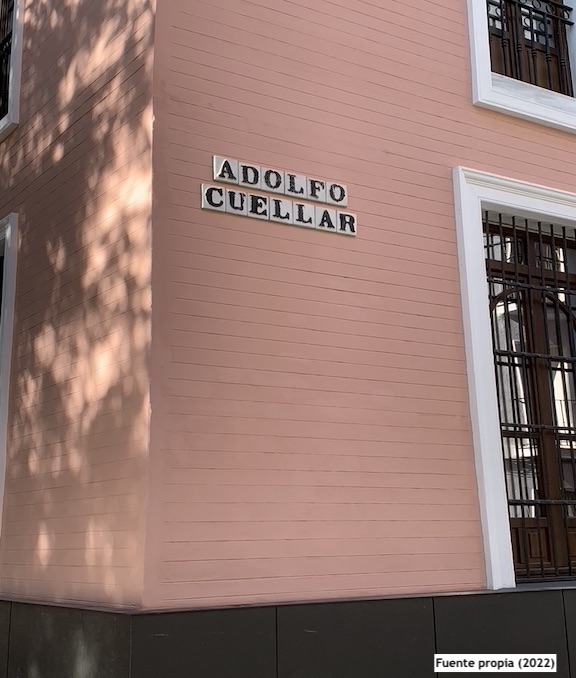 ADOLFO
CUELLAR
Fuente propia (2022)